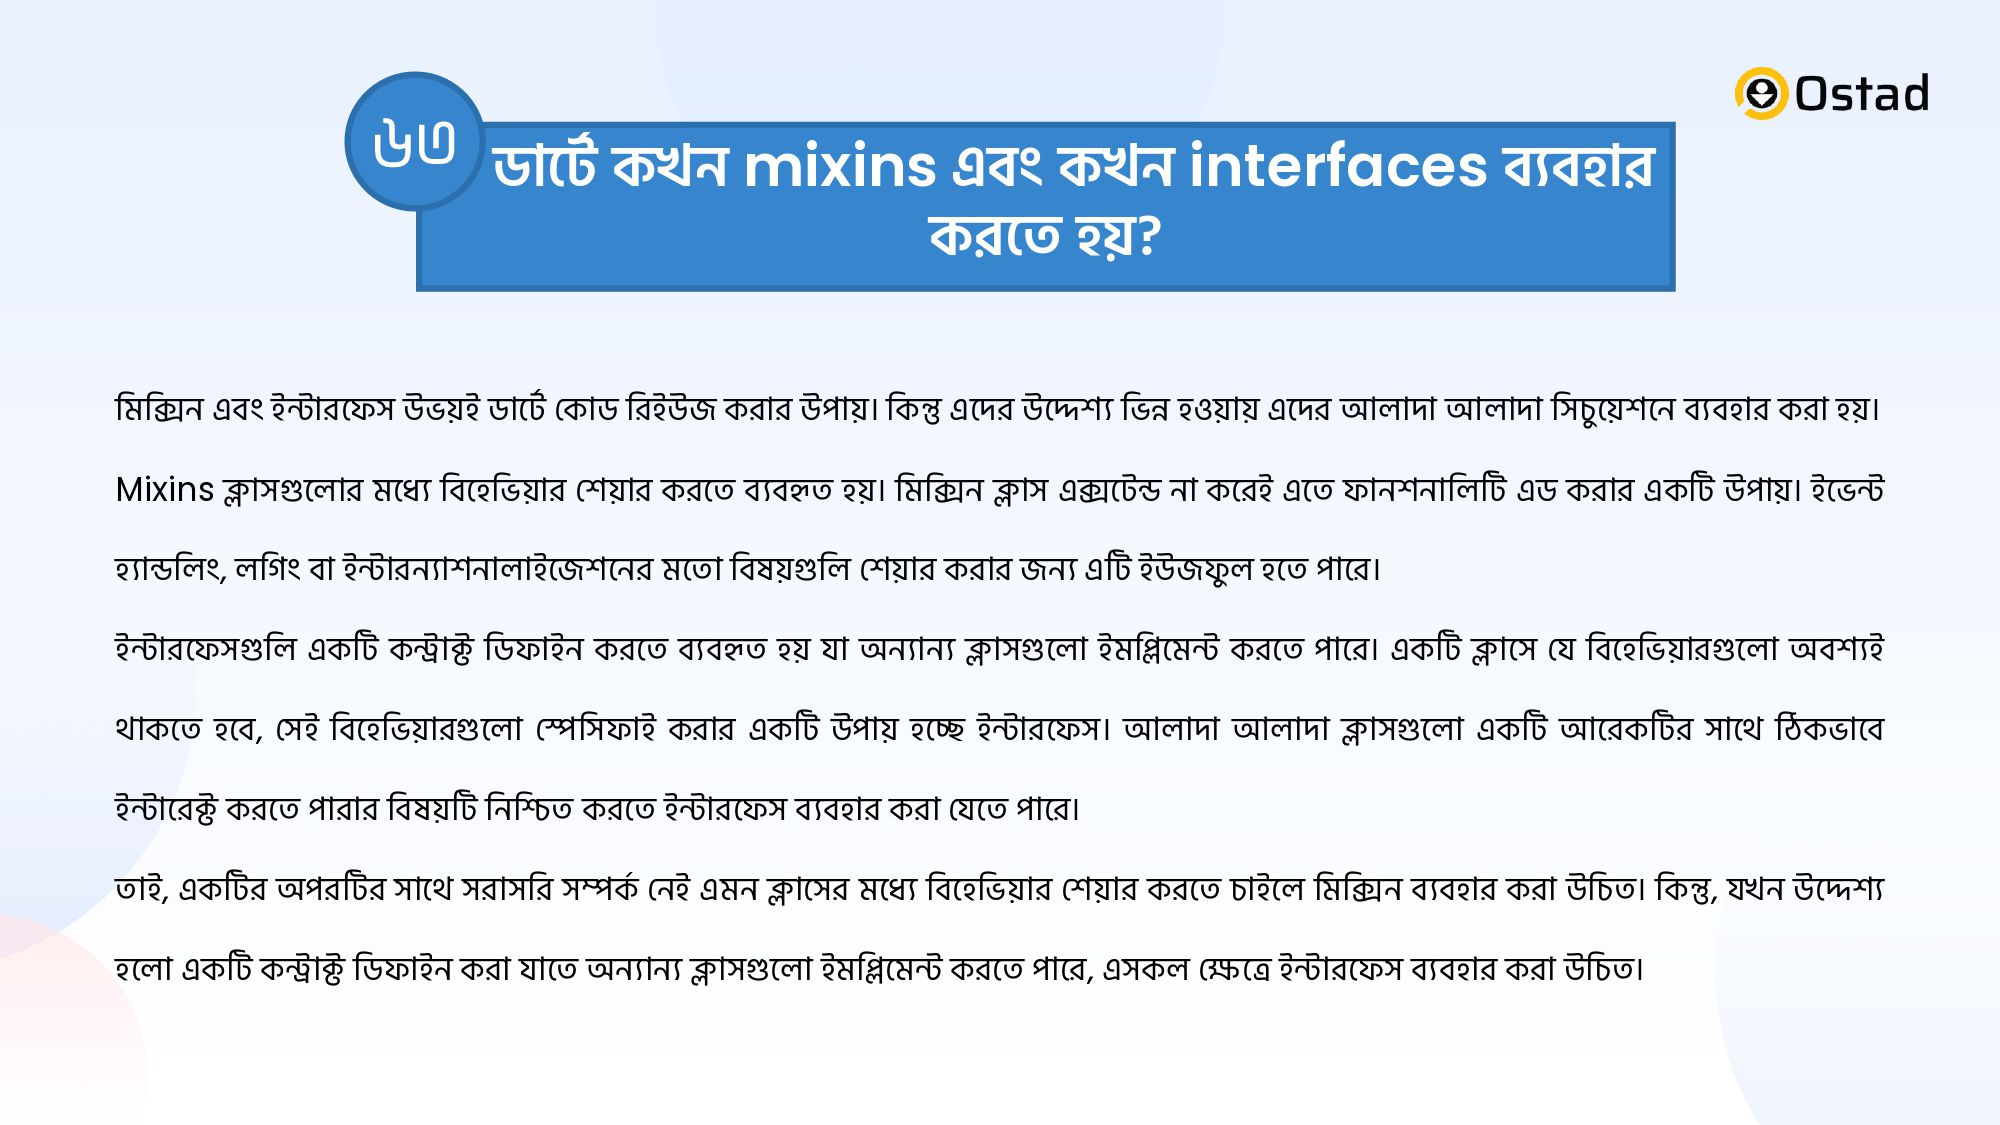 Ostad
৬৩
ডার্টে কখন mixins এবং কখন interfaces ব্যবহার
করতে হয়?
মিক্সিন এবং ইন্টারফেস উভয়ই ডার্টে কোড রিইউজ করার উপায়। কিন্তু এদের উদ্দেশ্য ভিন্ন হওয়ায় এদের আলাদা আলাদা সিচুয়েশনে ব্যবহার করা হয়।
Mixins ক্লাসগুলোর মধ্যে বিহেভিয়ার শেয়ার করতে ব্যবহৃত হয়। মিক্সিন ক্লাস এক্সটেন্ড না করেই এতে ফানশনালিটি এড করার একটি উপায়। ইভেন্ট
হ্যান্ডলিং, লগিং বা ইন্টারন্যাশনালাইজেশনের মতো বিষয়গুলি শেয়ার করার জন্য এটি ইউজফুল হতে পারে।
ইন্টারফেসগুলি একটি কন্ট্রাক্ট ডিফাইন করতে ব্যবহৃত হয় যা অন্যান্য ক্লাসগুলো ইমপ্লিমেন্ট করতে পারে। একটি ক্লাসে যে বিহেভিয়ারগুলো অবশ্যই
থাকতে হবে, সেই বিহেভিয়ারগুলো স্পেসিফাই করার একটি উপায় হচ্ছে ইন্টারফেস। আলাদা আলাদা ক্লাসগুলো একটি আরেকটির সাথে ঠিকভাবে
ইন্টারেক্ট করতে পারার বিষয়টি নিশ্চিত করতে ইন্টারফেস ব্যবহার করা যেতে পারে।
তাই, একটির অপরটির সাথে সরাসরি সম্পর্ক নেই এমন ক্লাসের মধ্যে বিহেভিয়ার শেয়ার করতে চাইলে মিক্সিন ব্যবহার করা উচিত। কিন্তু, যখন উদ্দেশ্য
হলো একটি কন্ট্রাক্ট ডিফাইন করা যাতে অন্যান্য ক্লাসগুলো ইমপ্লিমেন্ট করতে পারে, এসকল ক্ষেত্রে ইন্টারফেস ব্যবহার করা উচিত।